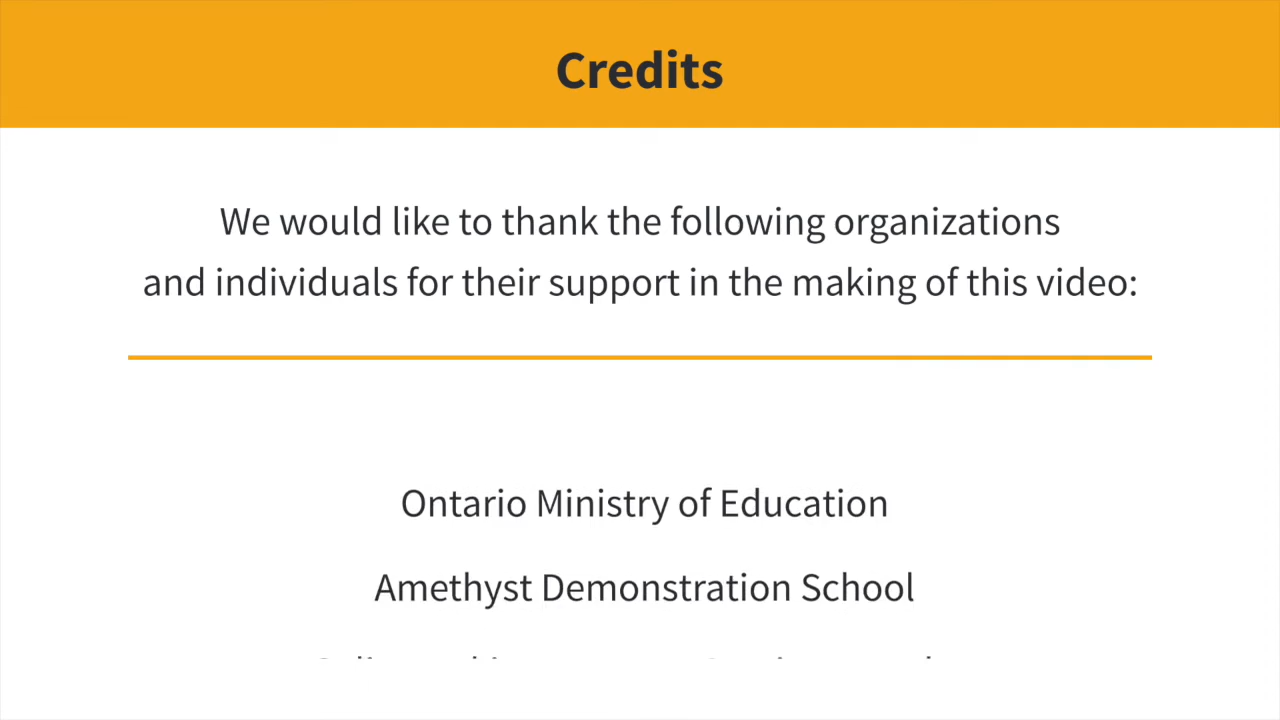 Credits
We would like to thank the following organizations
and individuals for their support in the making of this video:
Ontario Ministry of Education
Amethyst Demonstration School